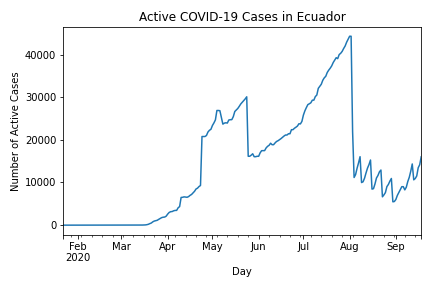 Active COVID-19 Cases in Ecuador
Number of Active Cases
40000
30000
20000
10000
0
Feb Mar Apr May Jun Jul Aug Sep
2020
Day